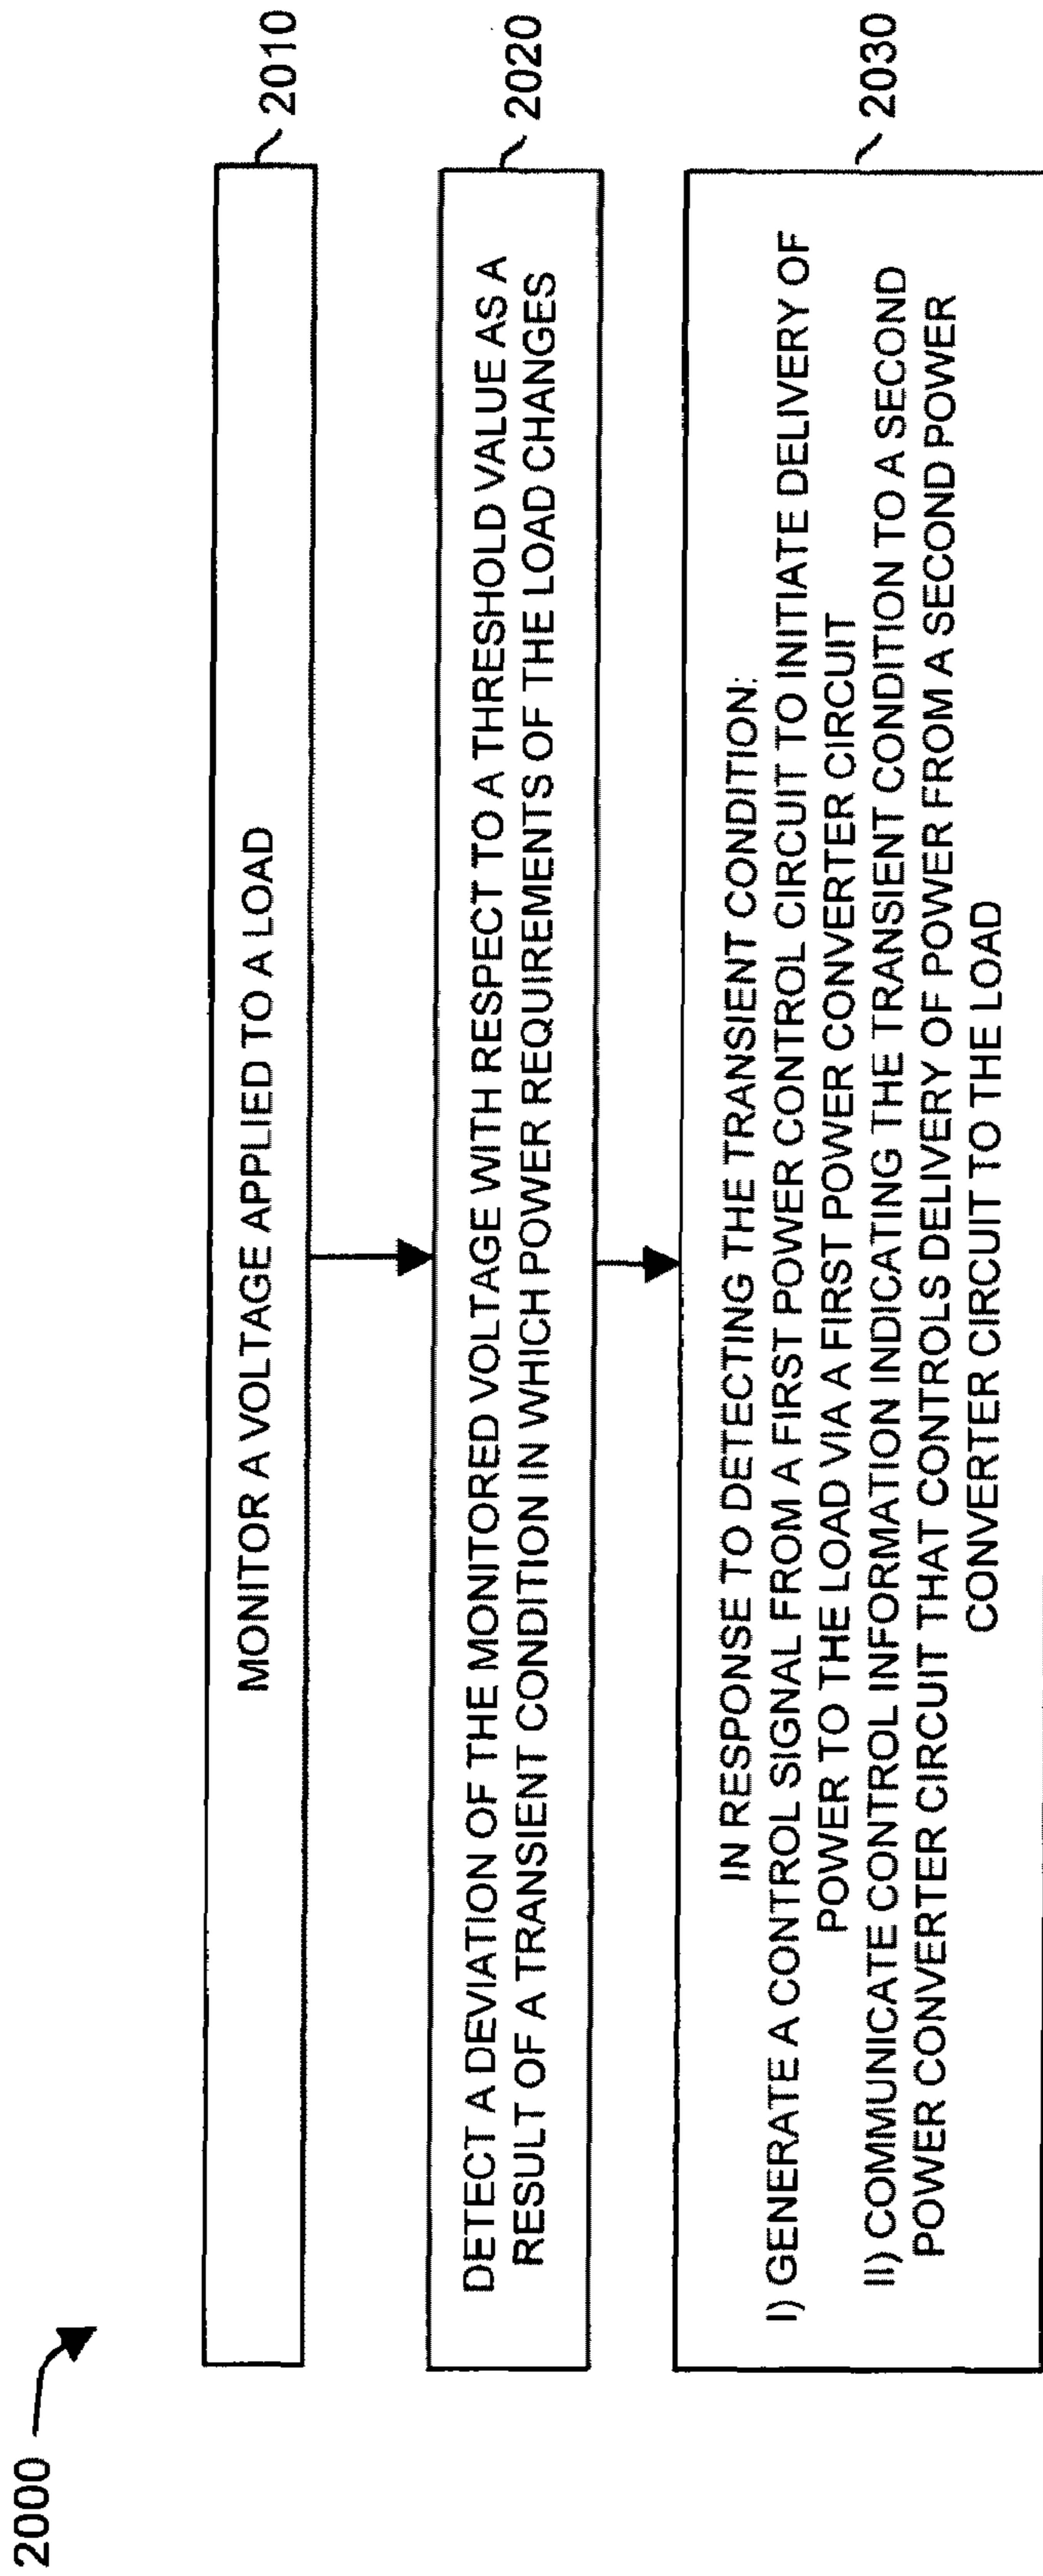 2000
MONITOR A VOLTAGE APPLIED TO A LOAD
2010
DETECT A DEVIATION OF THE MONITORED VOLTAGE WITH RESPECT TO A THRESHOLD VALUE AS A
RESULT OF A TRANSIENT CONDITION IN WHICH POWER REQUIREMENTS OF THE LOAD CHANGES
2020
IN RESPONSE TO DETECTING THE TRANSIENT CONDITION:
I) GENERATE A CONTROL SIGNAL FROM A FIRST POWER CONTROL CIRCUIT TO INITIATE DELIVERY OF
POWER TO THE LOAD VIA A FIRST POWER CONVERTER CIRCUIT
II) COMMUNICATE CONTROL INFORMATION INDICATING THE TRANSIENT CONDITION TO A SECOND
POWER CONVERTER CIRCUIT THAT CONTROLS DELIVERY OF POWER FROM A SECOND POWER
CONVERTER CIRCUIT TO THE LOAD
2030